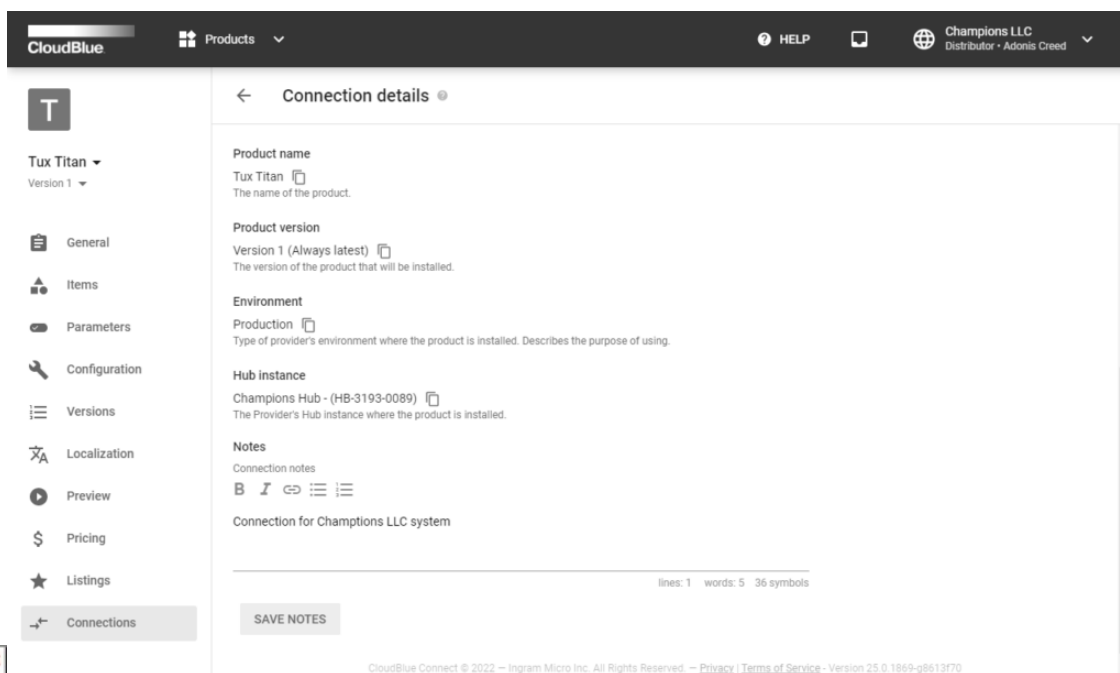 CloudBlue
Products
HELP
Champions LLC
Distributor • Adonis Creed
T
Tux Titan
Version 1
General
Items
Parameters
Configuration
Versions
Localization
Preview
Pricing
Listings
Connections
Connection details
Product name
Tux Titan
The name of the product.
Product version
Version 1 (Always latest)
The version of the product that will be installed.
Environment
Production
Type of provider's environment where the product is installed. Describes the purpose of using.
Hub instance
Champions Hub - (HB-3193-0089)
The Provider's Hub instance where the product is installed.
Notes
Connection notes
B I
Connection for Champtions LLC system
lines: 1 words: 5 36 symbols
SAVE NOTES
CloudBlue Connect © 2022 — Ingram Micro Inc. All Rights Reserved. — Privacy | Terms of Service - Version 25.0.1869-g8613f70